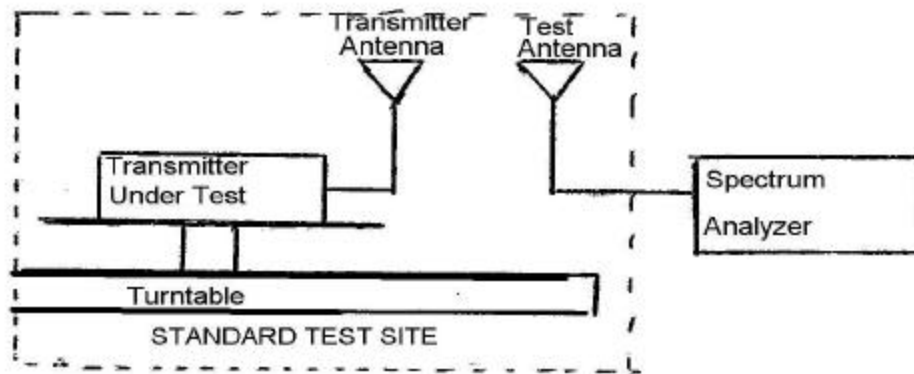 Transmitter
Antenna
Test
Antenna
Transmitter
Under Test
Spectrum
Analyzer
Turntable
STANDARD TEST SITE